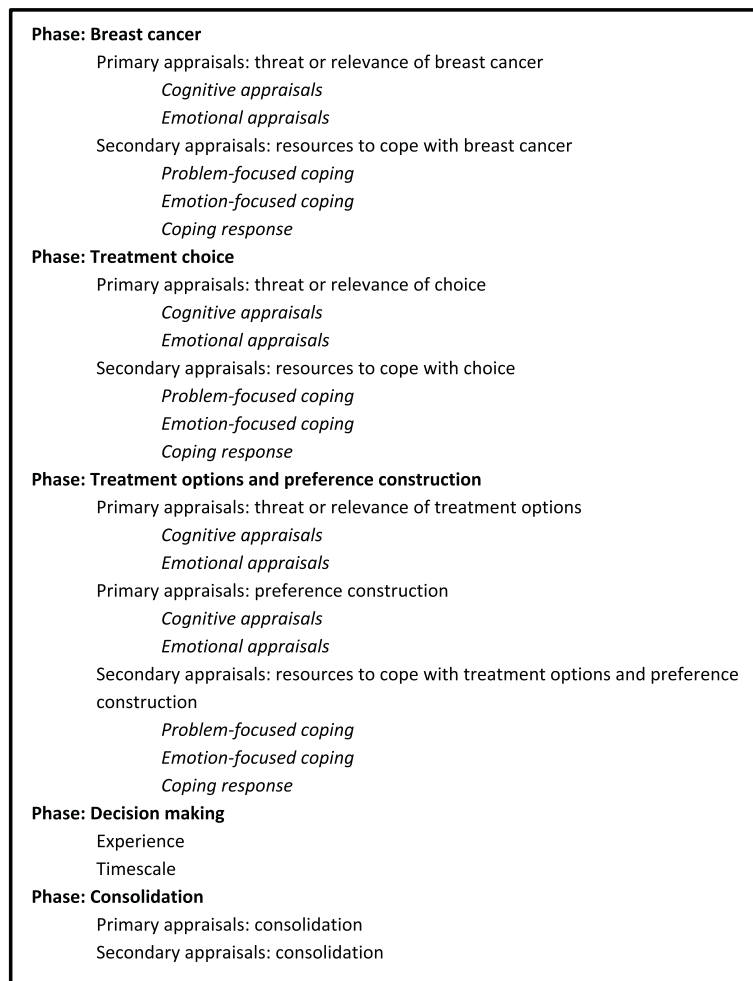 Phase: Breast cancer
Primary appraisals: threat or relevance of breast cancer
Cognitive appraisals
Emotional appraisals
Secondary appraisals: resources to cope with breast cancer
Problem-focused coping
Emotion-focused coping
Coping response
Phase: Treatment choice
Primary appraisals: threat or relevance of choice
Cognitive appraisals
Emotional appraisals
Secondary appraisals: resources to cope with choice
Problem-focused coping
Emotion-focused coping
Coping response
Phase: Treatment options and preference construction
Primary appraisals: threat or relevance of treatment options
Cognitive appraisals
Emotional appraisals
Primary appraisals: preference construction
Cognitive appraisals
Emotional appraisals
Secondary appraisals: resources to cope with treatment options and preference
construction
Problem-focused coping
Emotion-focused coping
Coping response
Phase: Decision making
Experience
Timescale
Phase: Consolidation
Primary appraisals: consolidation
Secondary appraisals: consolidation